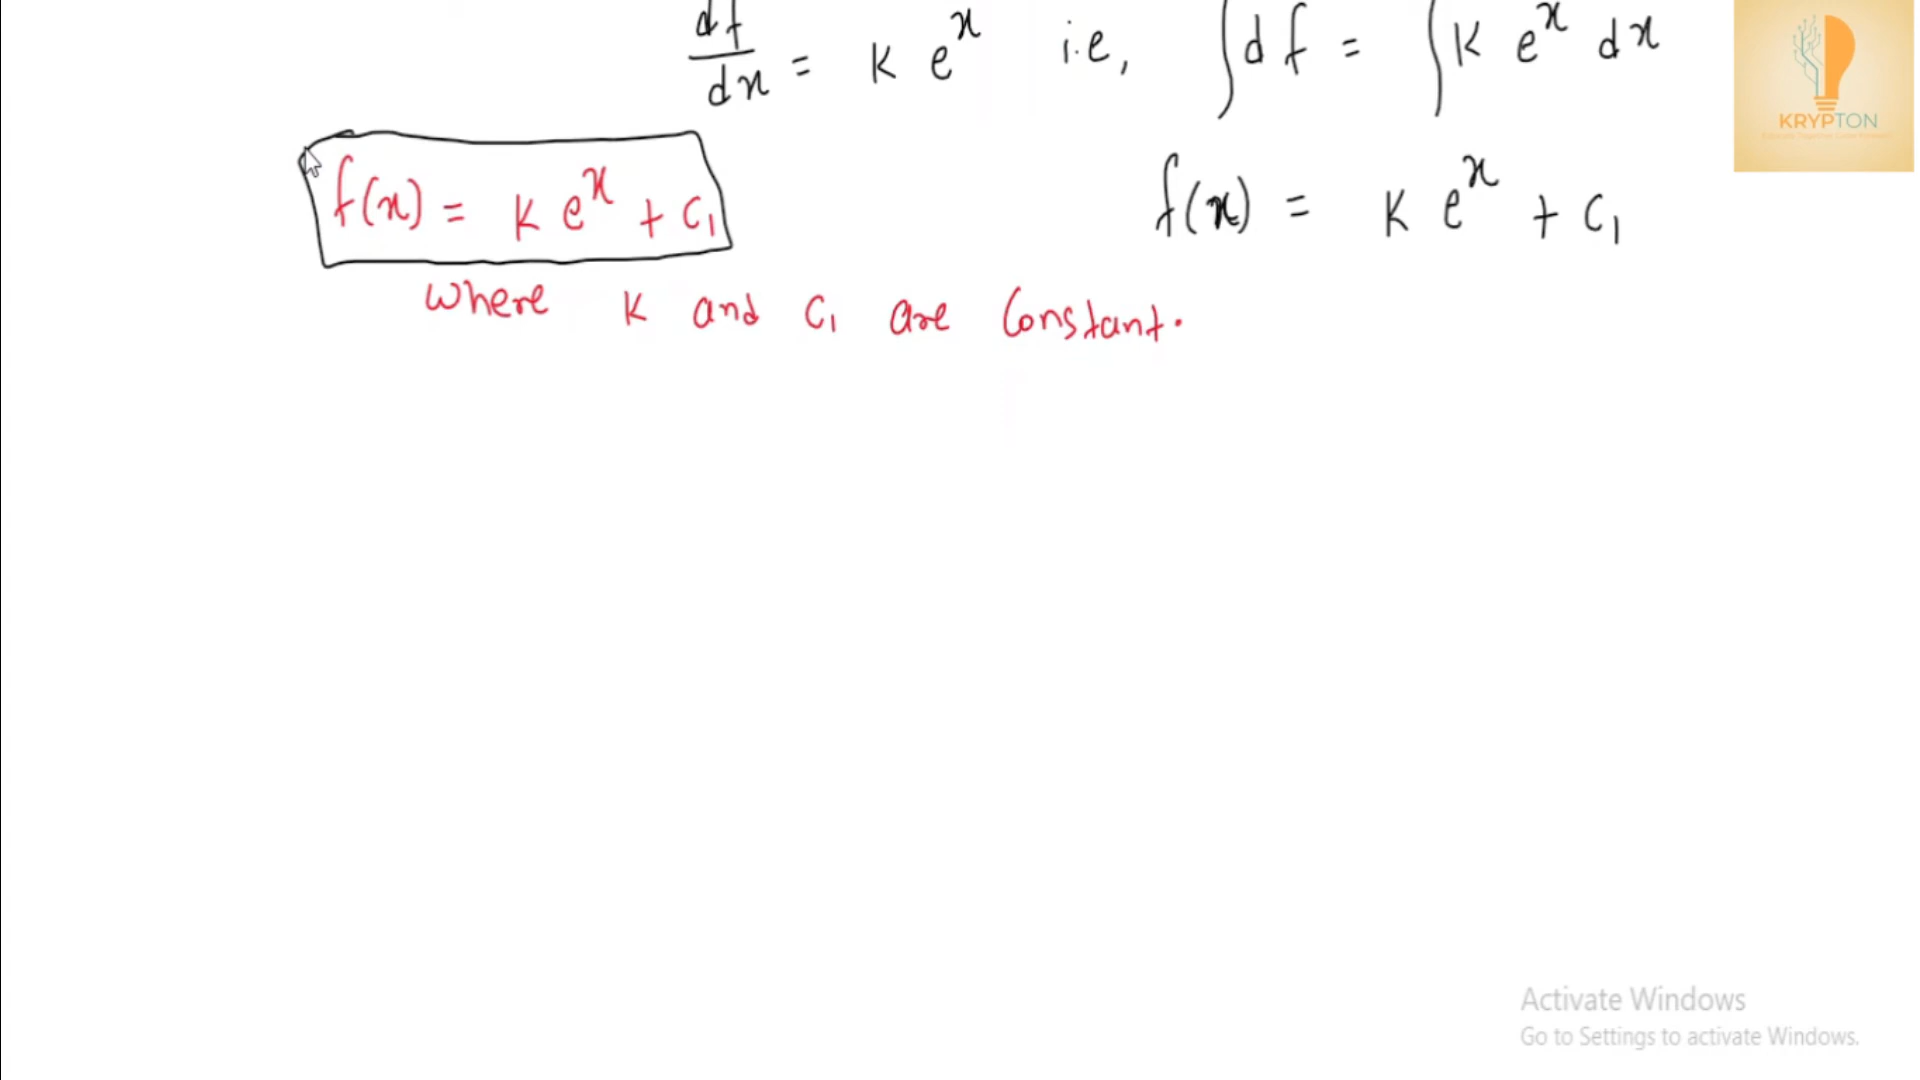 df/dx = K e^x i.e, ∫df = ∫K e^x dx
KRYPTON
f(x) = K e^x + C₁
f(x) = K e^x + C₁
where K and C₁ are Constant.
Activate Windows
Go to Settings to activate Windows.